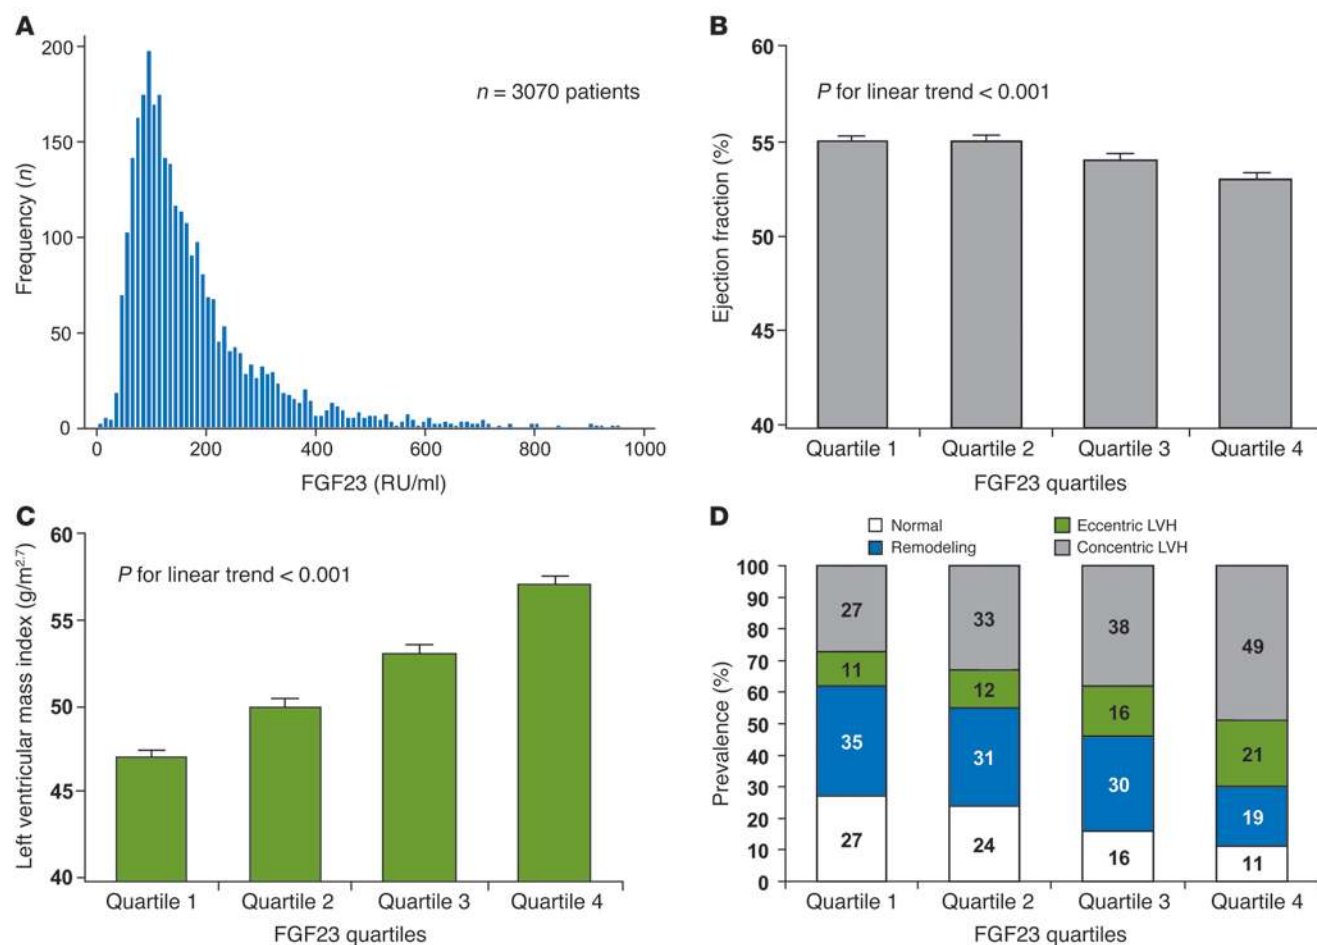 A
200
150
100
50
0
Frequency (n)
n = 3070 patients
0 200 400 600 800 1000
FGF23 (RU/ml)
B
60
55
50
45
40
Ejection fraction (%)
P for linear trend < 0.001
Quartile 1 Quartile 2 Quartile 3 Quartile 4
FGF23 quartiles
C
60
55
50
45
40
Left ventricular mass index (g/m2.7)
P for linear trend < 0.001
Quartile 1 Quartile 2 Quartile 3 Quartile 4
FGF23 quartiles
D
Normal Eccentric LVH
Remodeling Concentric LVH
100
90
80
70
60
50
40
30
20
10
0
Prevalence (%)
27 33 38 49
11 12 16 21
35 31 30 19
27 24 16 11
Quartile 1 Quartile 2 Quartile 3 Quartile 4
FGF23 quartiles